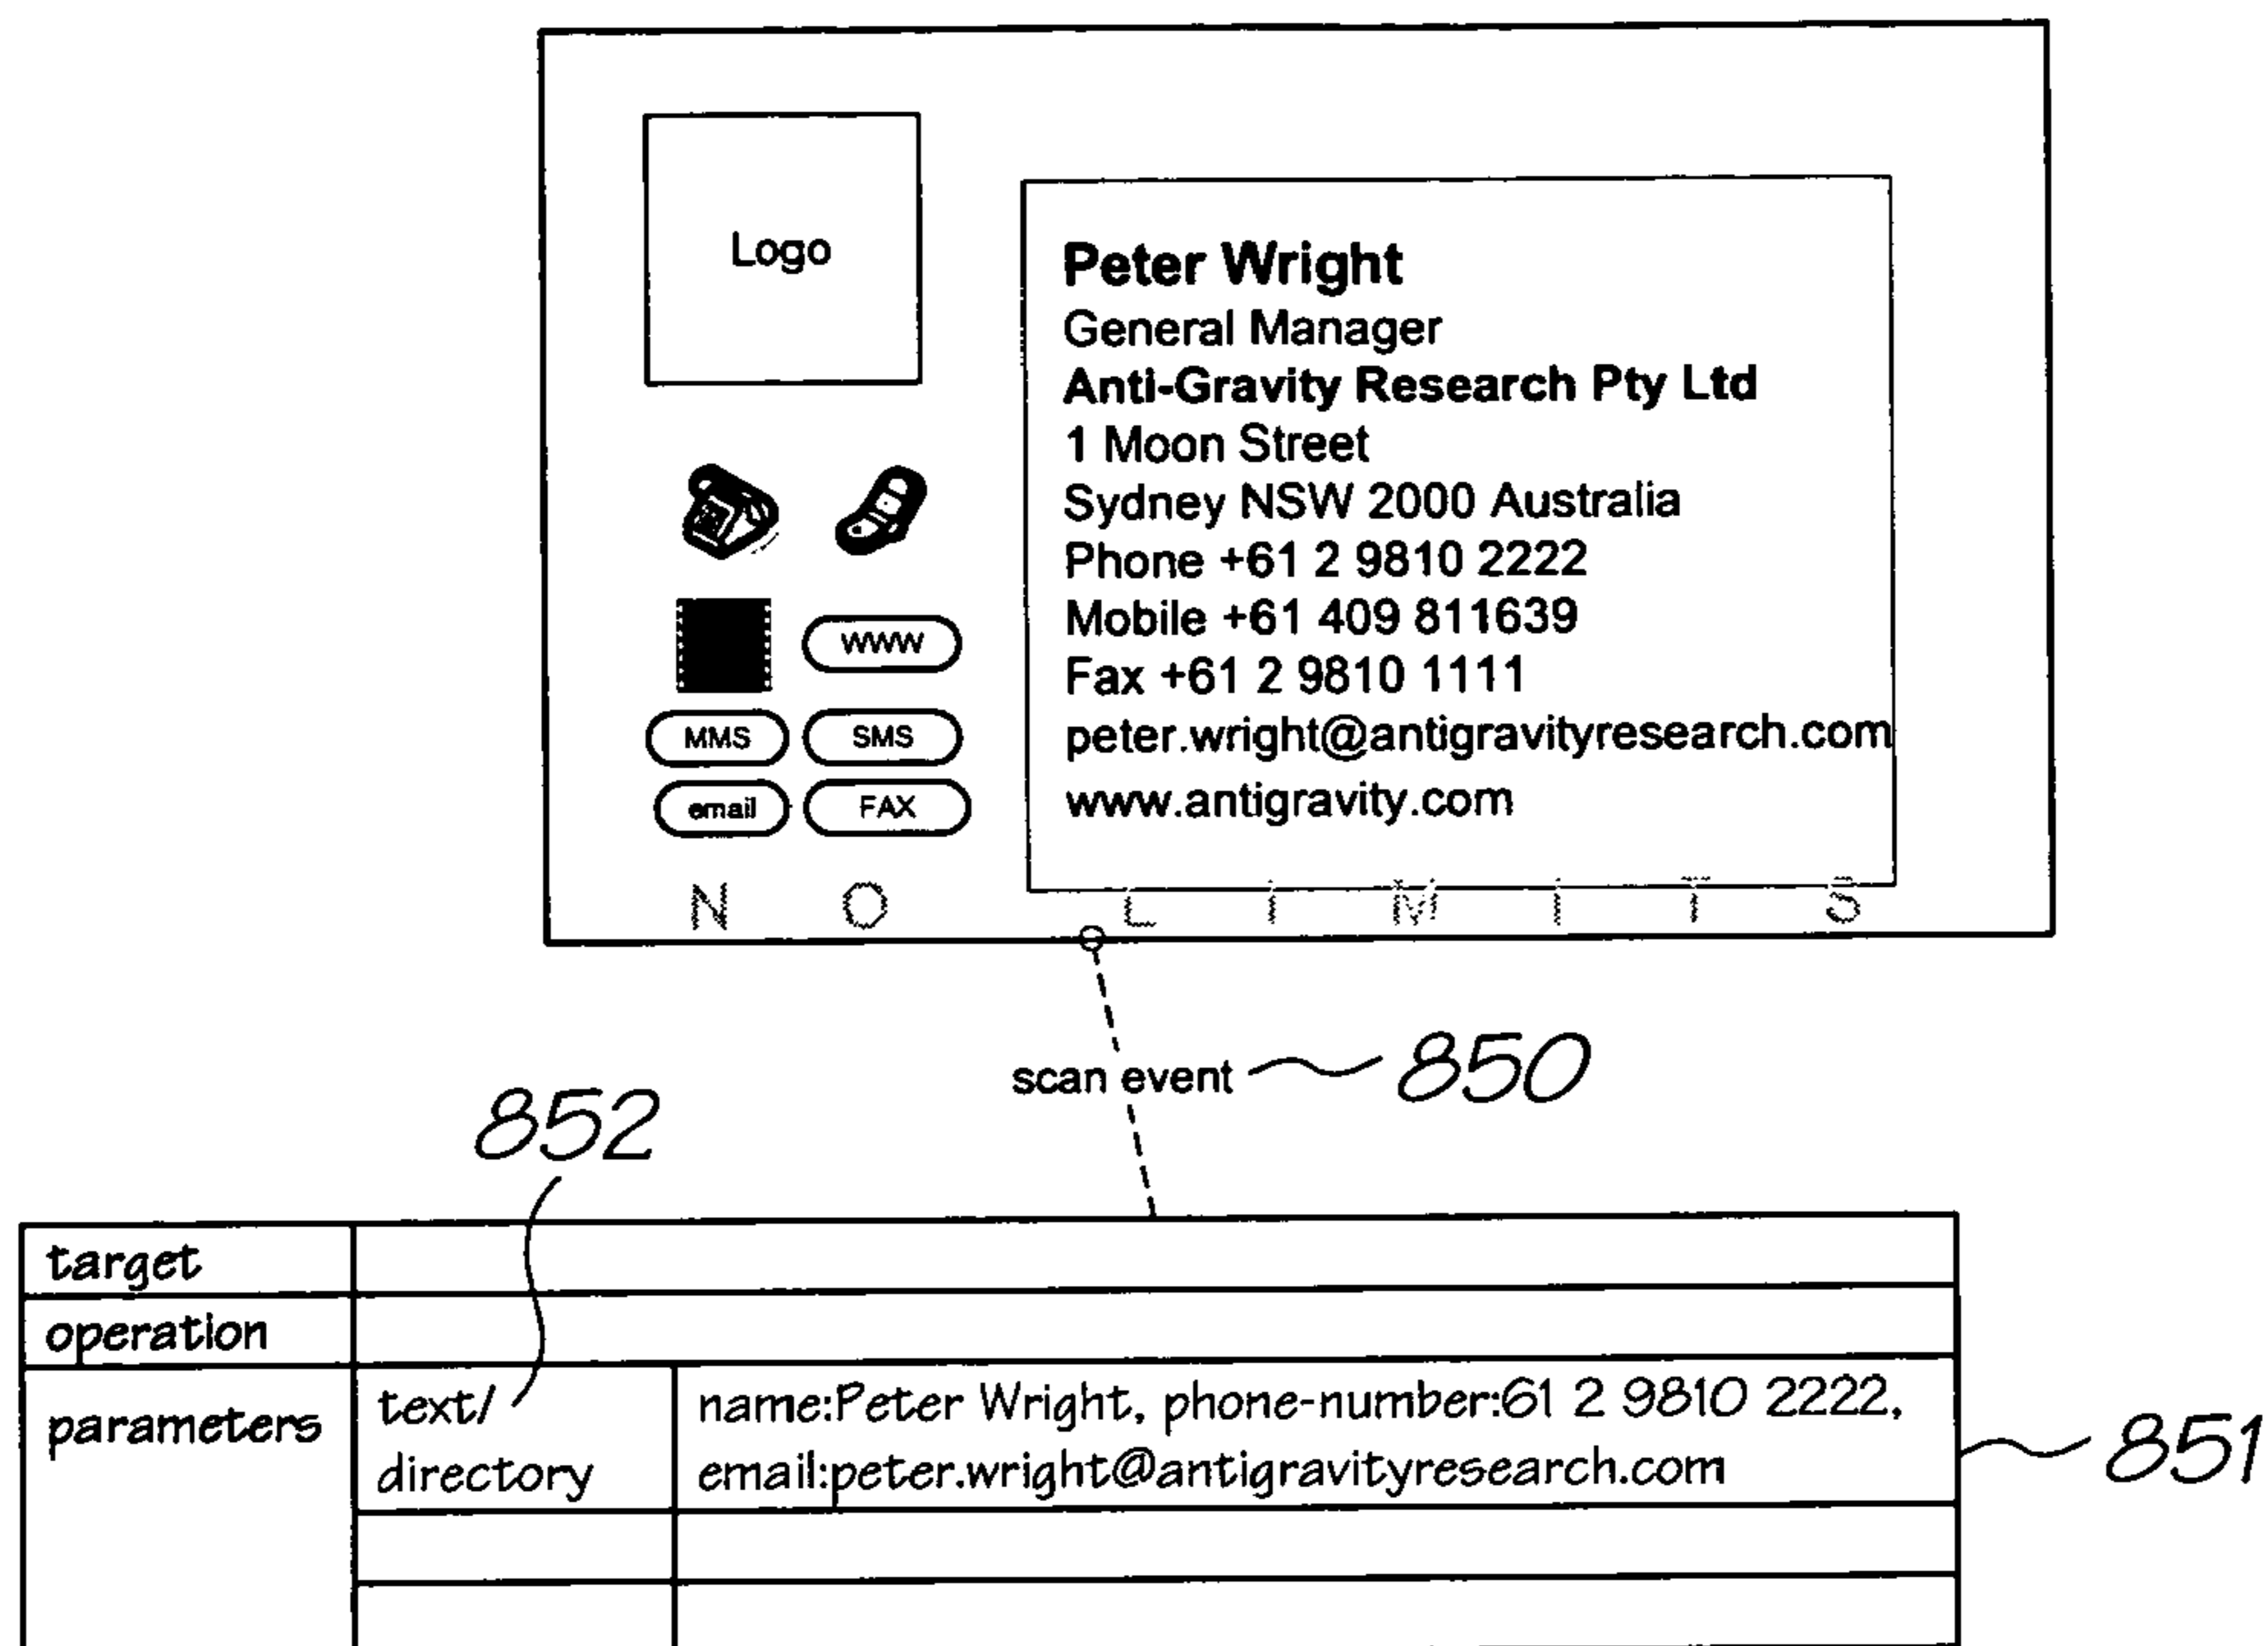 Logo
Peter Wright
General Manager
Anti-Gravity Research Pty Ltd
1 Moon Street
Sydney NSW 2000 Australia
Phone +61 2 9810 2222
Mobile +61 409 811639
Fax +61 2 9810 1111
peter.wright@antigravityresearch.com
www.antigravity.com
WWW
MMS SMS
email FAX
N O L I M I T S
scan event 850
852
target
operation
parameters
text/
directory
name:Peter Wright, phone-number:61 2 9810 2222,
email:peter.wright@antigravityresearch.com
851